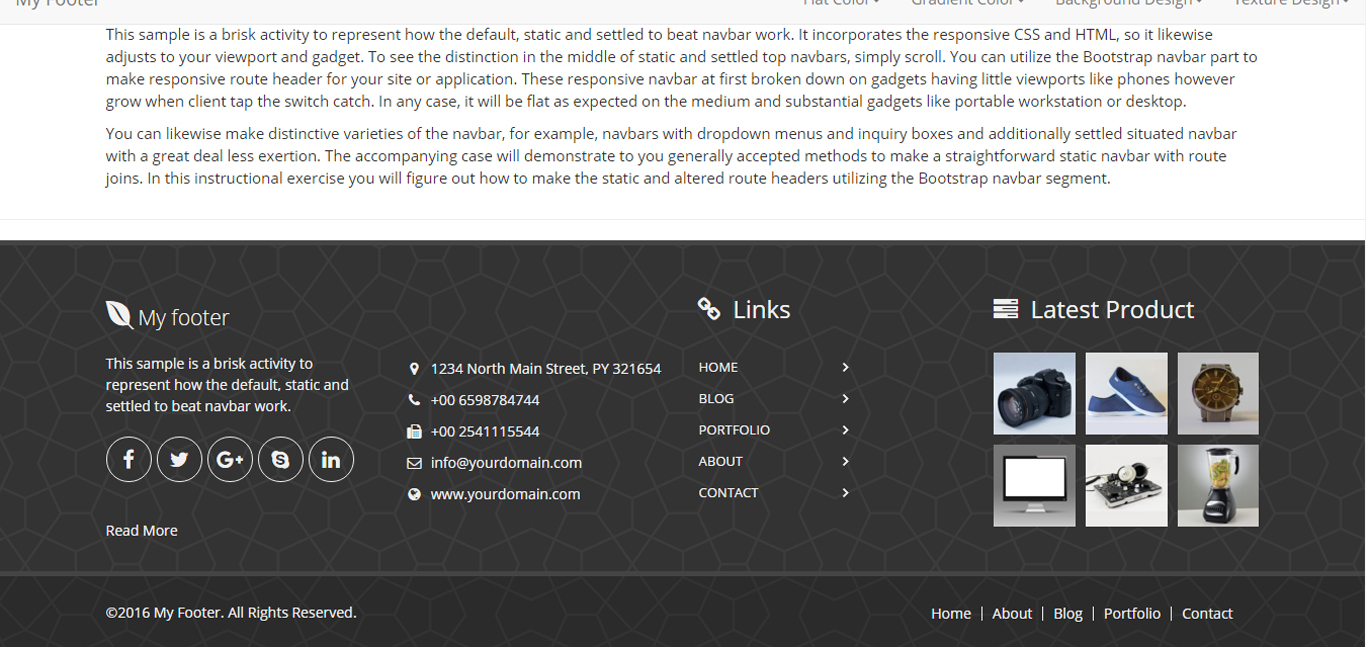 My Footer
Flat Color
Gradient Color
Background Design
Texture Design
This sample is a brisk activity to represent how the default, static and settled to beat navbar work. It incorporates the responsive CSS and HTML, so it likewise
adjusts to your viewport and gadget. To see the distinction in the middle of static and settled top navbars, simply scroll. You can utilize the Bootstrap navbar part to
make responsive route header for your site or application. These responsive navbar at first broken down on gadgets having little viewports like phones however
grow when client tap the switch catch. In any case, it will be flat as expected on the medium and substantial gadgets like portable workstation or desktop.
You can likewise make distinctive varieties of the navbar, for example, navbars with dropdown menus and inquiry boxes and additionally settled situated navbar
with a great deal less exertion. The accompanying case will demonstrate to you generally accepted methods to make a straightforward static navbar with route
joins. In this instructional exercise you will figure out how to make the static and altered route headers utilizing the Bootstrap navbar segment.
My footer
This sample is a brisk activity to
represent how the default, static and
settled to beat navbar work.
Read More
1234 North Main Street, PY 321654
+00 6598784744
+00 2541115544
info@yourdomain.com
www.yourdomain.com
Links
HOME
BLOG
PORTFOLIO
ABOUT
CONTACT
Latest Product
©2016 My Footer. All Rights Reserved.
Home | About | Blog | Portfolio | Contact